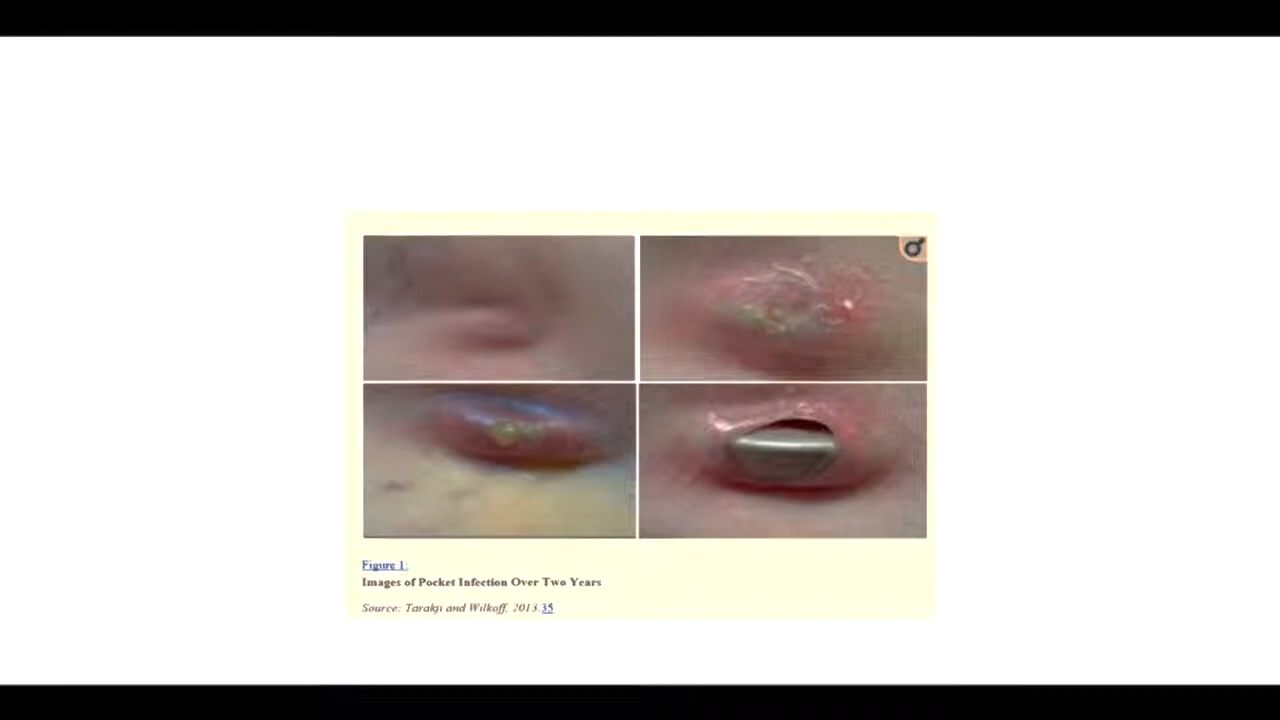 Figure 1:
Images of Pocket Infection Over Two Years
Source: Tarakji and Wilkoff, 2013.35